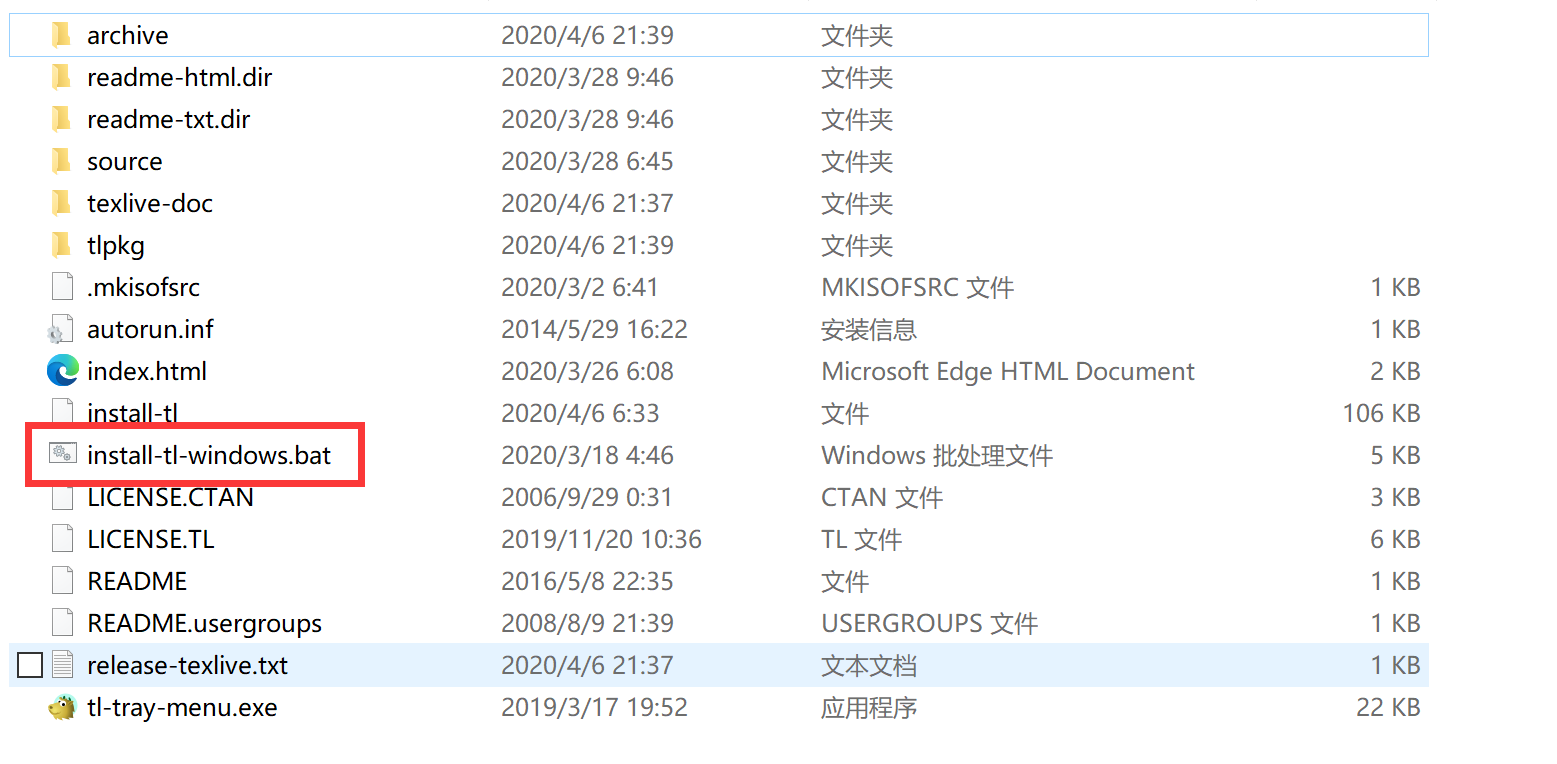 archive 2020/4/6 21:39 文件夹
readme-html.dir 2020/3/28 9:46 文件夹
readme-txt.dir 2020/3/28 9:46 文件夹
source 2020/3/28 6:45 文件夹
texlive-doc 2020/4/6 21:37 文件夹
tlpkg 2020/4/6 21:39 文件夹
.mkisofsrc 2020/3/2 6:41 MKISOFSRC 文件 1 KB
autorun.inf 2014/5/29 16:22 安装信息 1 KB
index.html 2020/3/26 6:08 Microsoft Edge HTML Document 2 KB
install-tl 2020/4/6 6:33 文件 106 KB
install-tl-windows.bat 2020/3/18 4:46 Windows 批处理文件 5 KB
LICENSE.CTAN 2006/9/29 0:31 CTAN 文件 3 KB
LICENSE.TL 2019/11/20 10:36 TL 文件 6 KB
README 2016/5/8 22:35 文件 1 KB
README.usergroups 2008/8/9 21:39 USERGROUPS 文件 1 KB
release-texlive.txt 2020/4/6 21:37 文本文档 1 KB
tl-tray-menu.exe 2019/3/17 19:52 应用程序 22 KB